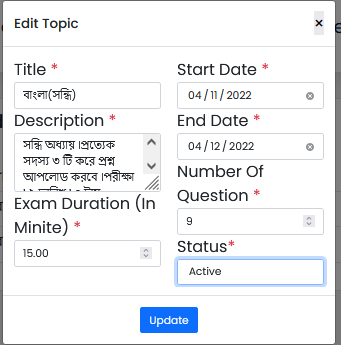 Edit Topic
×
Title *
বাংলা(সন্ধি)
Description *
সন্ধি অধ্যায়।প্রত্যেক
সদস্য ৩ টি করে প্রশ্ন
আপলোড করবে।পরীক্ষা
Exam Duration (In
Minite) *
15.00
Start Date *
04/11/2022
End Date *
04/12/2022
Number Of
Question *
9
Status*
Active
Update